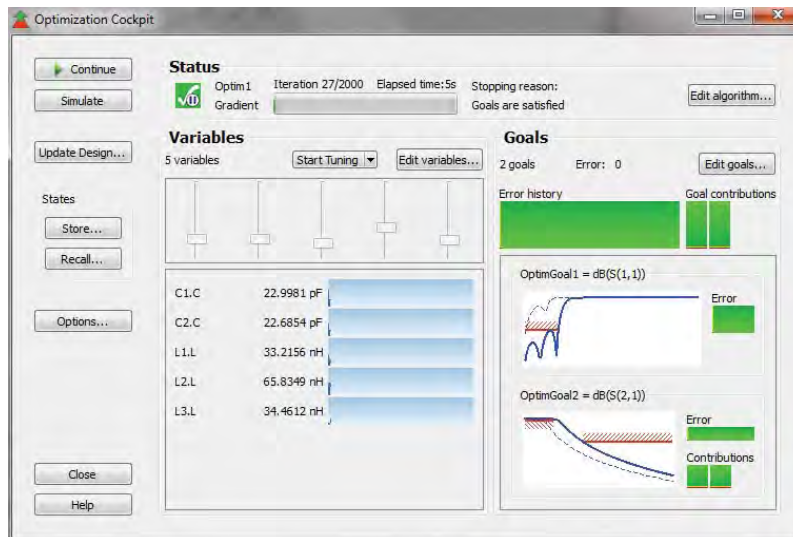 Optimization Cockpit
Continue
Simulate
Update Design...
States
Store...
Recall...
Options...
Close
Help
Status
Optim1 Iteration 27/2000 Elapsed time:5s Stopping reason:
Gradient Goals are satisfied
Edit algorithm...
Variables
5 variables Start Tuning Edit variables...
C1.C 22.9981 pF
C2.C 22.6854 pF
L1.L 33.2156 nH
L2.L 65.8349 nH
L3.L 34.4612 nH
Goals
2 goals Error: 0 Edit goals...
Error history Goal contributions
OptimGoal1 = dB(S(1,1))
Error
OptimGoal2 = dB(S(2,1))
Error
Contributions